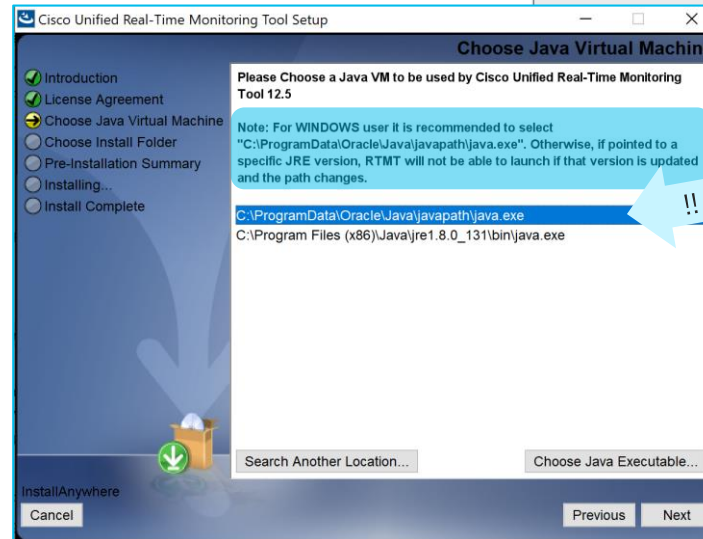 Cisco Unified Real-Time Monitoring Tool Setup
Choose Java Virtual Machin
Introduction
License Agreement
Choose Java Virtual Machine
Choose Install Folder
Pre-Installation Summary
Installing...
Install Complete
Please Choose a Java VM to be used by Cisco Unified Real-Time Monitoring
Tool 12.5
Note: For WINDOWS user it is recommended to select
"C:\ProgramData\Oracle\Java\javapath\java.exe". Otherwise, if pointed to a
specific JRE version, RTMT will not be able to launch if that version is updated
and the path changes.
C:\ProgramData\Oracle\Java\javapath\java.exe
!!
C:\Program Files (x86)\Java\jre1.8.0_131\bin\java.exe
Search Another Location...
Choose Java Executable...
InstallAnywhere
Cancel
Previous
Next